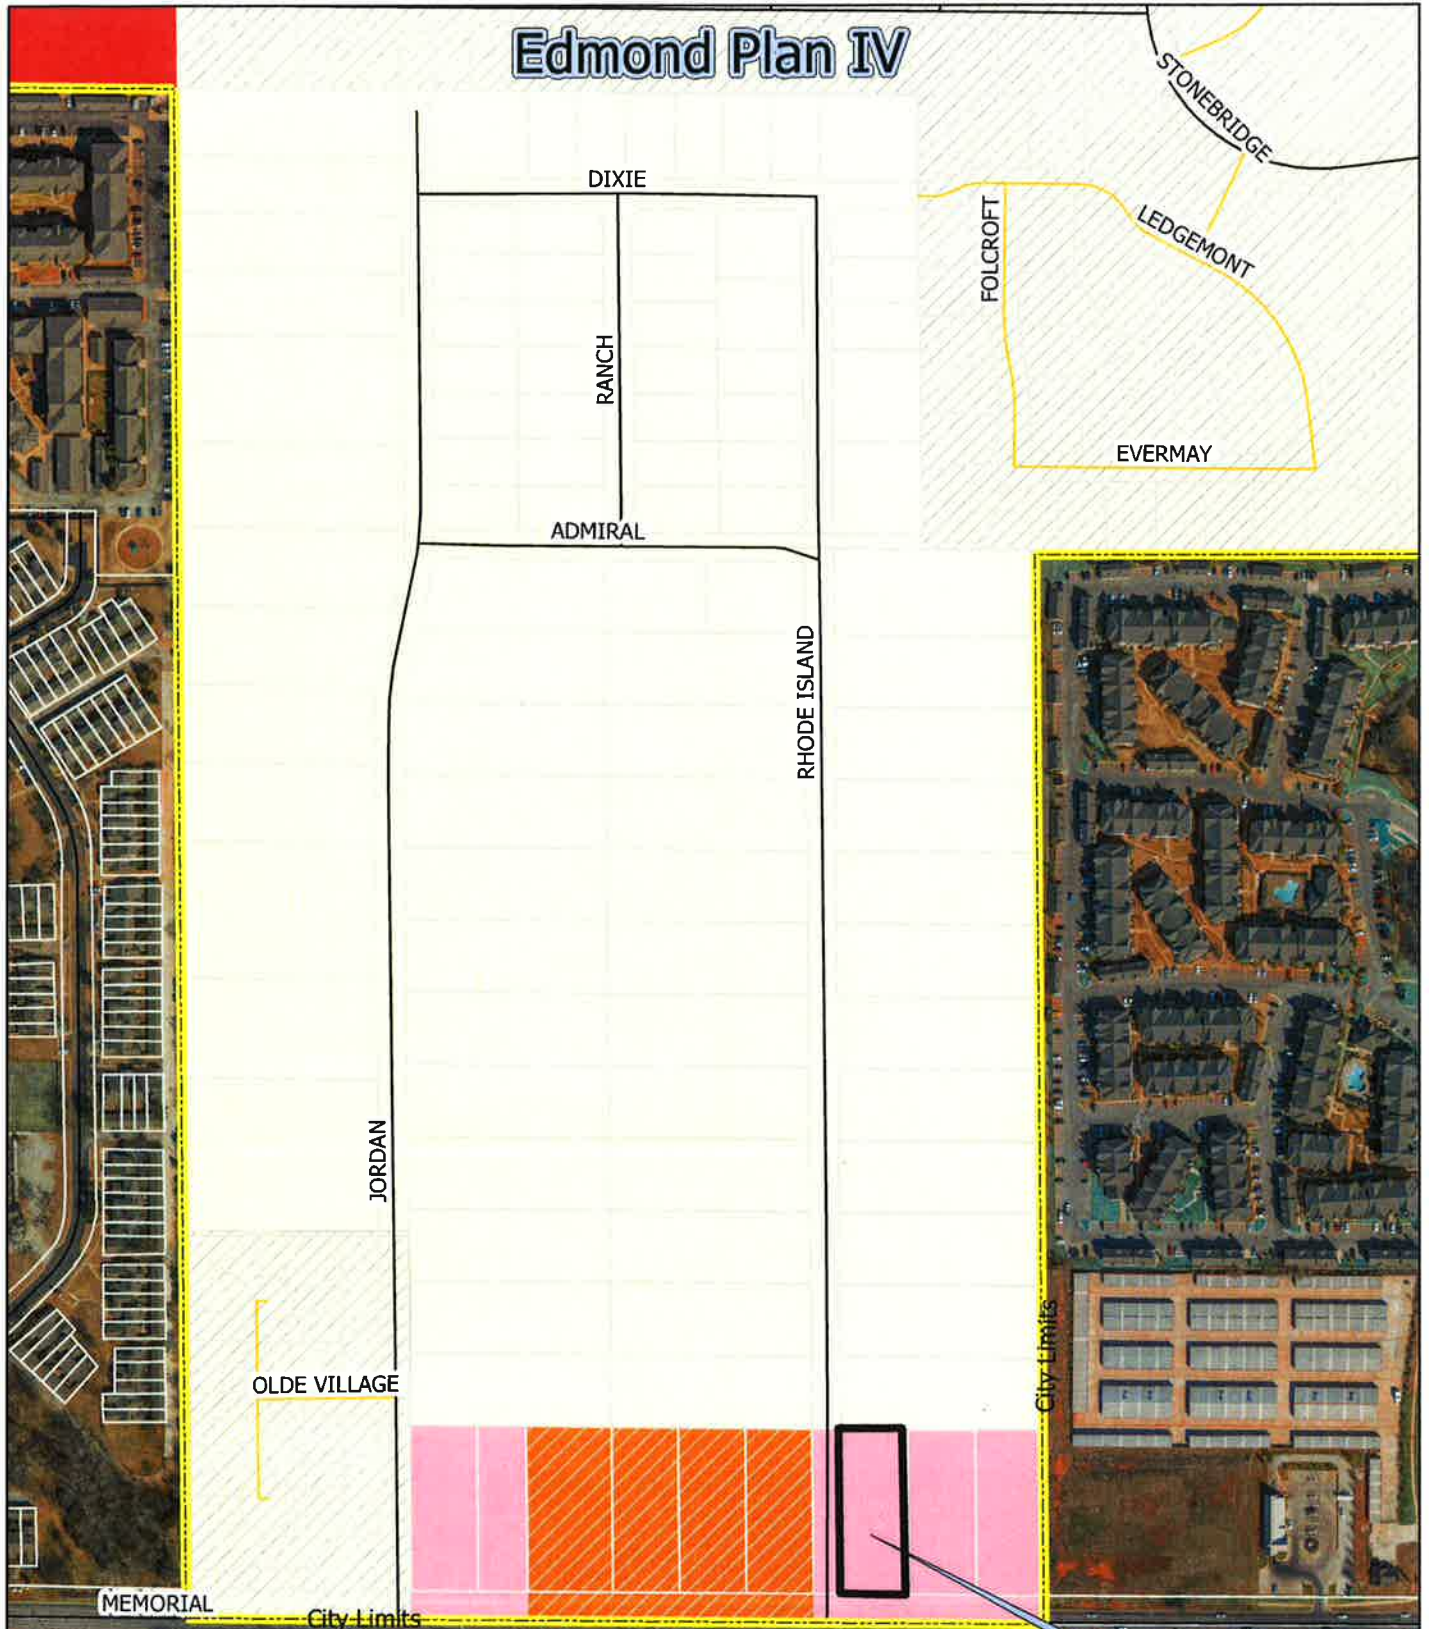 Edmond Plan IV
STONEBRIDGE
DIXIE
FOLCROFT
LEDGEMONT
RANCH
EVERMAY
ADMIRAL
RHODE ISLAND
JORDAN
City Limits
OLDE VILLAGE
MEMORIAL
City Limits